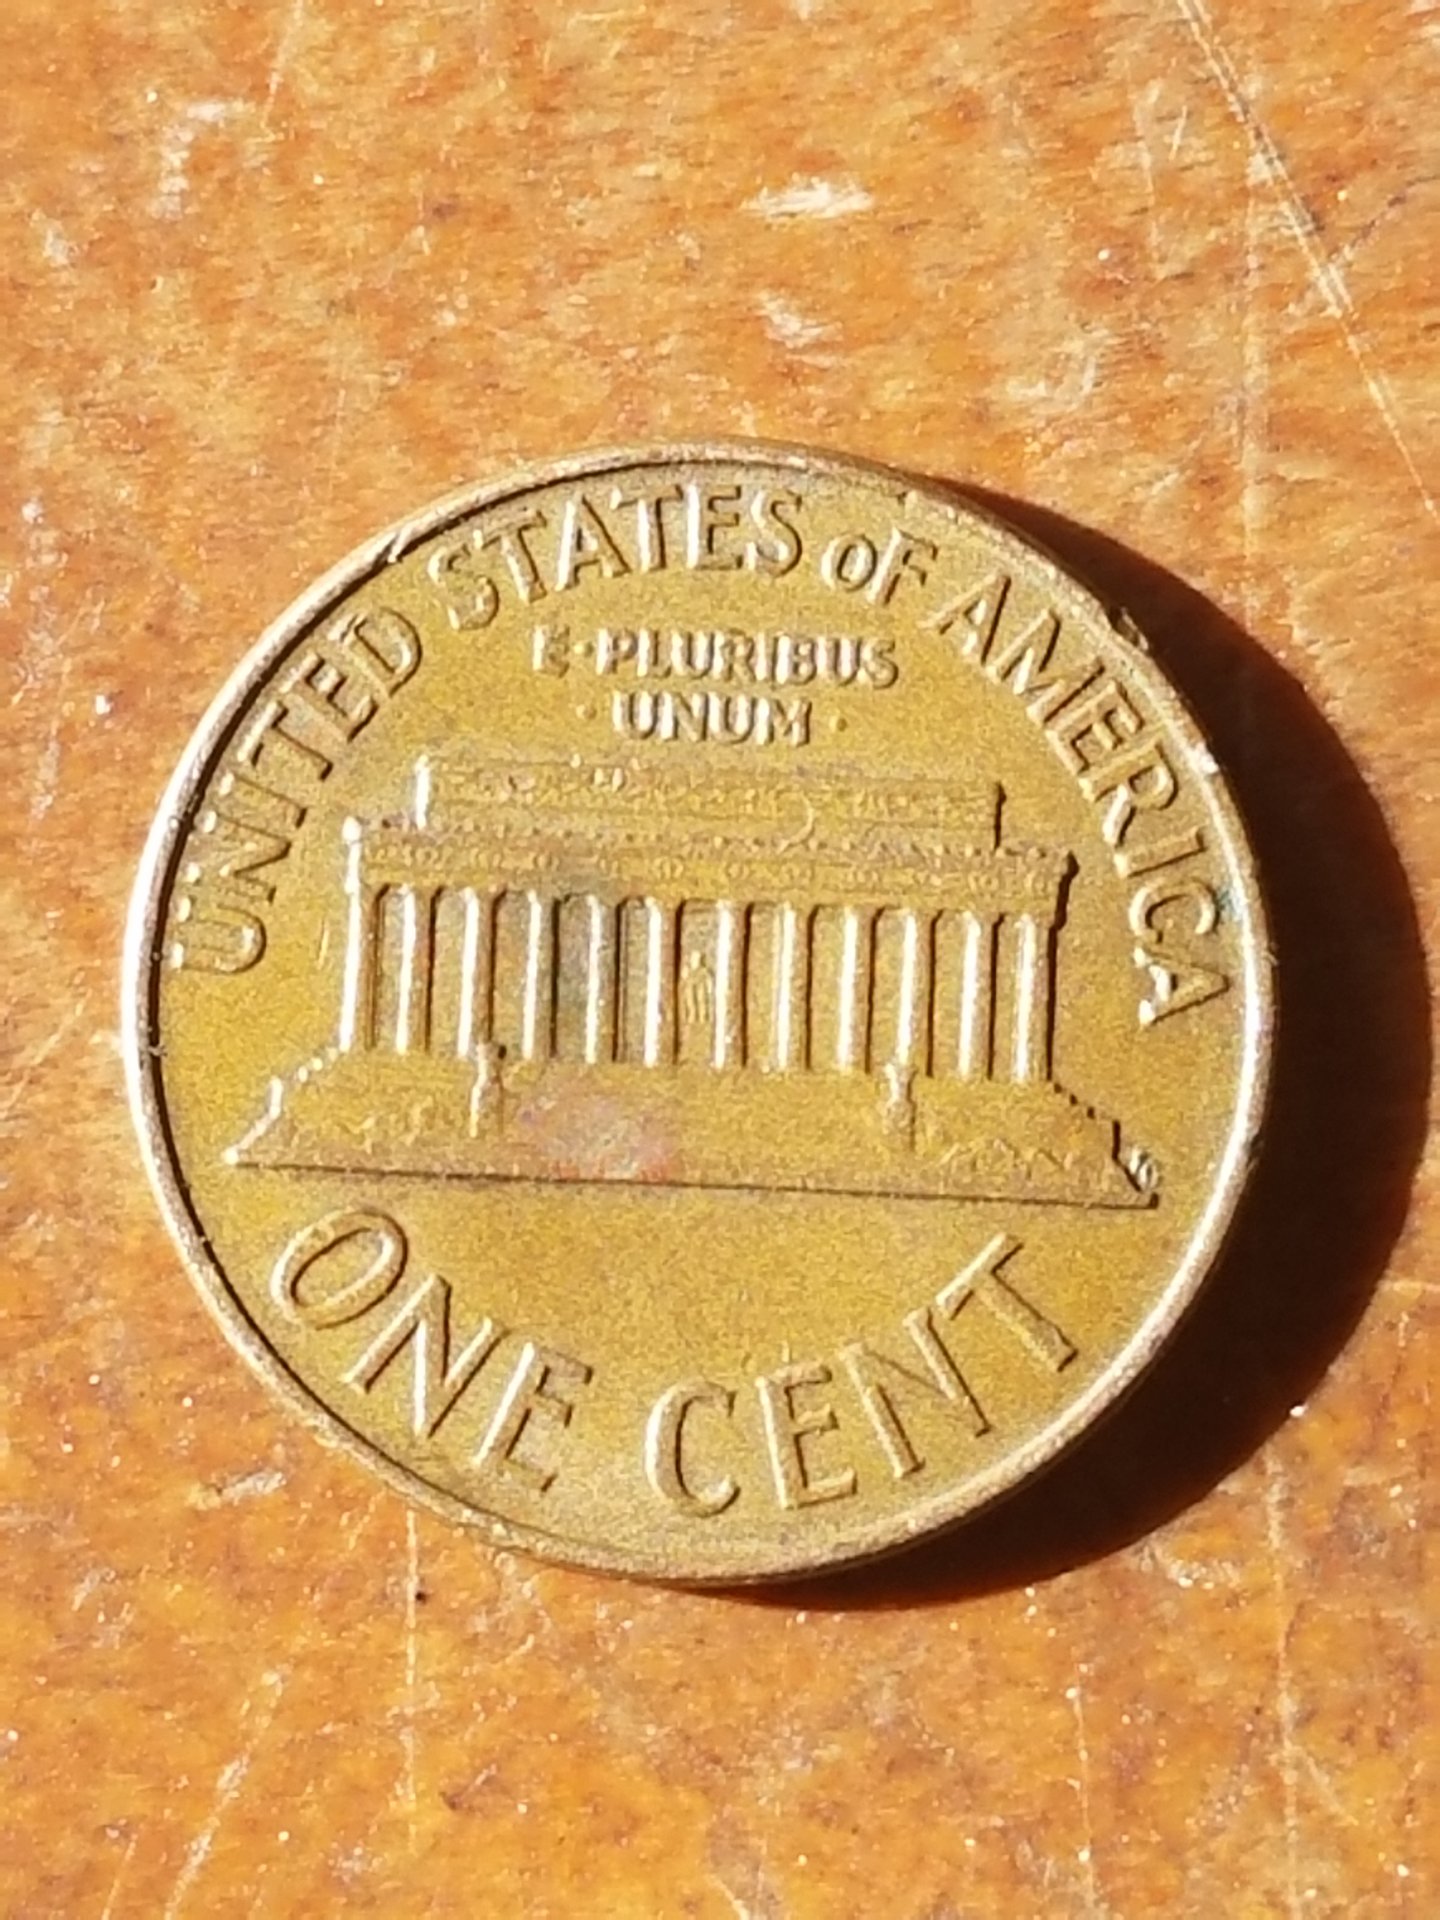 UNITED STATES OF AMERICA
E·PLURIBUS
·UNUM·
ONE CENT